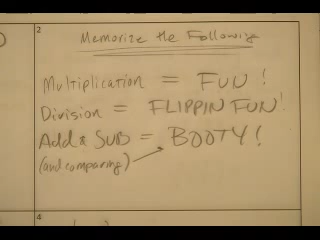 2
Memorize the Following
Multiplication = FUN!
Division = FLIPPIN FUN!
Add & SUB = BOOTY!
(and comparing)
4